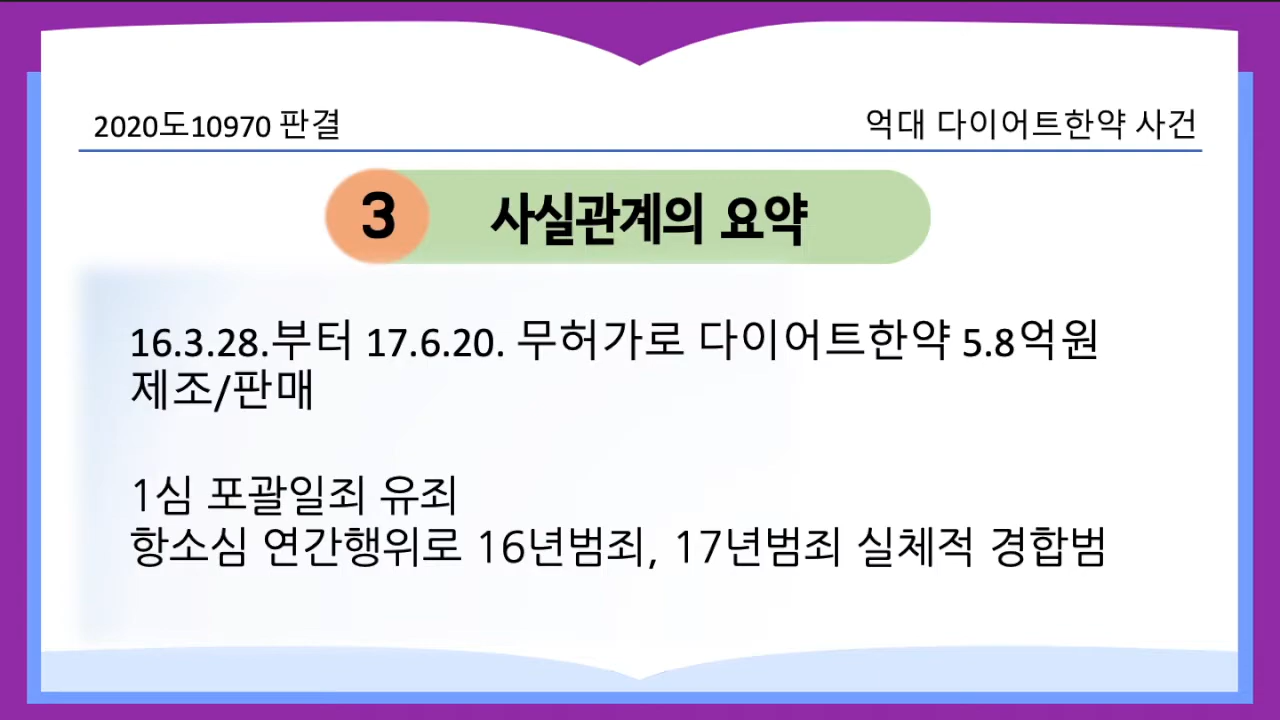 2020도10970 판결
억대 다이어트한약 사건
3 사실관계의 요약
16.3.28.부터 17.6.20. 무허가로 다이어트한약 5.8억원
제조/판매
1심 포괄일죄 유죄
항소심 연간행위로 16년범죄, 17년범죄 실체적 경합범